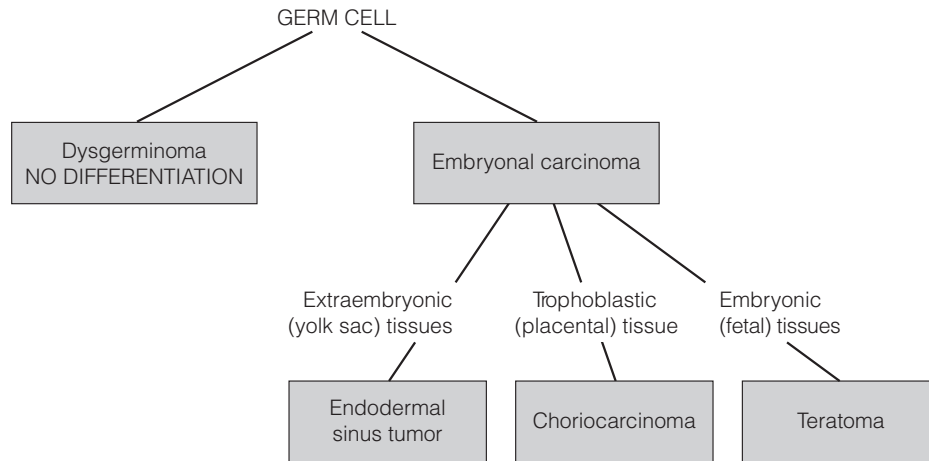 GERM CELL
Dysgerminoma
NO DIFFERENTIATION
Embryonal carcinoma
Extraembryonic
(yolk sac) tissues
Trophoblastic
(placental) tissue
Embryonic
(fetal) tissues
Endodermal
sinus tumor
Choriocarcinoma
Teratoma